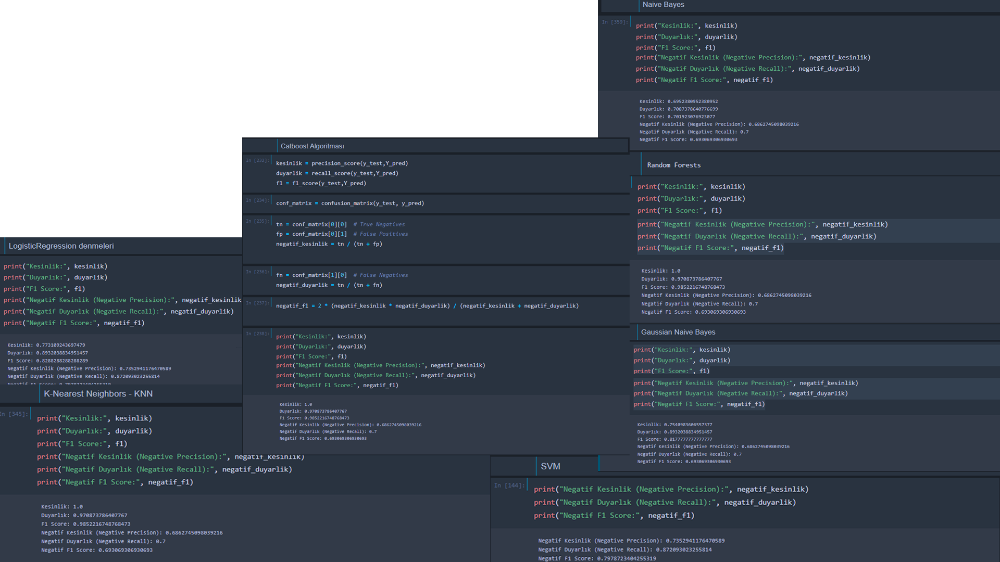 Naive Bayes
In [359]:
print("Kesinlik:", kesinlik)
print("Duyarlık:", duyarlik)
print("F1 Score:", f1)
print("Negatif Kesinlik (Negative Precision):", negatif_kesinlik)
print("Negatif Duyarlık (Negative Recall):", negatif_duyarlik)
print("Negatif F1 Score:", negatif_f1)
Kesinlik: 0.6952380952380952
Duyarlık: 0.7087378640776699
F1 Score: 0.701923076923077
Negatif Kesinlik (Negative Precision): 0.6862745098039216
Negatif Duyarlık (Negative Recall): 0.7
Negatif F1 Score: 0.693069306930693
Catboost Algoritması
In [232]:
kesinlik = precision_score(y_test,Y_pred)
duyarlik = recall_score(y_test,Y_pred)
f1 = f1_score(y_test,Y_pred)
In [234]:
conf_matrix = confusion_matrix(y_test, y_pred)
In [235]:
tn = conf_matrix[0][0]  # True Negatives
fp = conf_matrix[0][1]  # False Positives
negatif_kesinlik = tn / (tn + fp)
In [236]:
fn = conf_matrix[1][0]  # False Negatives
negatif_duyarlik = tn / (tn + fn)
In [237]:
negatif_f1 = 2 * (negatif_kesinlik * negatif_duyarlik) / (negatif_kesinlik + negatif_duyarlik)
In [238]:
print("Kesinlik:", kesinlik)
print("Duyarlık:", duyarlik)
print("F1 Score:", f1)
print("Negatif Kesinlik (Negative Precision):", negatif_kesinlik)
print("Negatif Duyarlık (Negative Recall):", negatif_duyarlik)
print("Negatif F1 Score:", negatif_f1)
Kesinlik: 1.0
Duyarlık: 0.970873786407767
F1 Score: 0.9852216748768473
Negatif Kesinlik (Negative Precision): 0.6862745098039216
Negatif Duyarlık (Negative Recall): 0.7
Negatif F1 Score: 0.693069306930693
Random Forests
print("Kesinlik:", kesinlik)
print("Duyarlık:", duyarlik)
print("F1 Score:", f1)
print("Negatif Kesinlik (Negative Precision):", negatif_kesinlik)
print("Negatif Duyarlık (Negative Recall):", negatif_duyarlik)
print("Negatif F1 Score:", negatif_f1)
Kesinlik: 1.0
Duyarlık: 0.970873786407767
F1 Score: 0.9852216748768473
Negatif Kesinlik (Negative Precision): 0.6862745098039216
Negatif Duyarlık (Negative Recall): 0.7
Negatif F1 Score: 0.693069306930693
LogisticRegression denmeleri
print("Kesinlik:", kesinlik)
print("Duyarlık:", duyarlik)
print("F1 Score:", f1)
print("Negatif Kesinlik (Negative Precision):", negatif_kesinlik
print("Negatif Duyarlık (Negative Recall):", negatif_duyarlik)
print("Negatif F1 Score:", negatif_f1)
Kesinlik: 0.773109243697479
Duyarlık: 0.8932038834951457
F1 Score: 0.8288288288288289
Negatif Kesinlik (Negative Precision): 0.7352941176470589
Negatif Duyarlık (Negative Recall): 0.872093023255814
Negatif F1 Score: 0.7978723404255319
Gaussian Naive Bayes
print("Kesinlik:", kesinlik)
print("Duyarlık:", duyarlik)
print("F1 Score:", f1)
print("Negatif Kesinlik (Negative Precision):", negatif_kesinlik)
print("Negatif Duyarlık (Negative Recall):", negatif_duyarlik)
print("Negatif F1 Score:", negatif_f1)
Kesinlik: 0.7540983606557377
Duyarlık: 0.8932038834951457
F1 Score: 0.8177777777777777
Negatif Kesinlik (Negative Precision): 0.6862745098039216
Negatif Duyarlık (Negative Recall): 0.7
Negatif F1 Score: 0.693069306930693
K-Nearest Neighbors - KNN
In [345]:
print("Kesinlik:", kesinlik)
print("Duyarlık:", duyarlik)
print("F1 Score:", f1)
print("Negatif Kesinlik (Negative Precision):", negatif_kesinlik)
print("Negatif Duyarlık (Negative Recall):", negatif_duyarlik)
print("Negatif F1 Score:", negatif_f1)
Kesinlik: 1.0
Duyarlık: 0.970873786407767
F1 Score: 0.9852216748768473
Negatif Kesinlik (Negative Precision): 0.6862745098039216
Negatif Duyarlık (Negative Recall): 0.7
Negatif F1 Score: 0.693069306930693
SVM
In [144]:
print("Negatif Kesinlik (Negative Precision):", negatif_kesinlik)
print("Negatif Duyarlık (Negative Recall):", negatif_duyarlik)
print("Negatif F1 Score:", negatif_f1)
Negatif Kesinlik (Negative Precision): 0.7352941176470589
Negatif Duyarlık (Negative Recall): 0.872093023255814
Negatif F1 Score: 0.7978723404255319